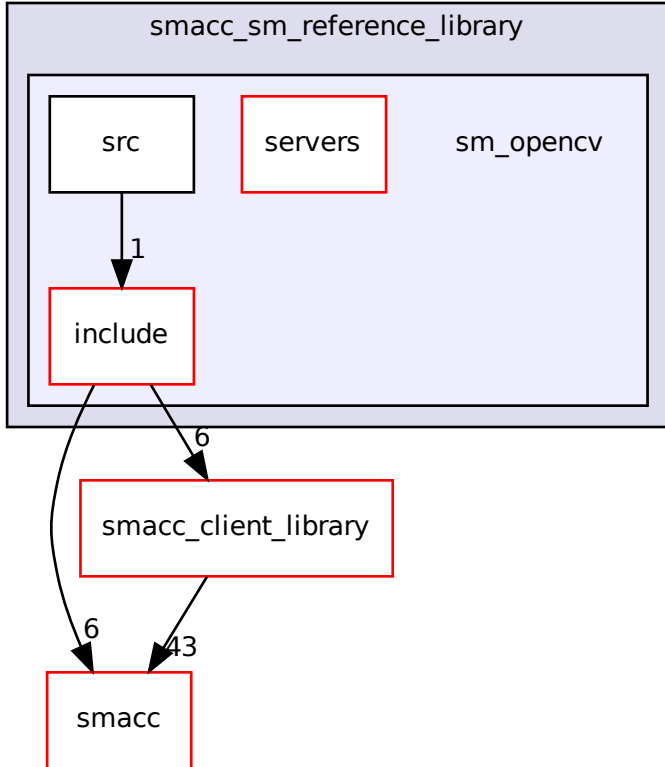 smacc_sm_reference_library
src
servers
sm_opencv
1
include
6
smacc_client_library
6
43
smacc